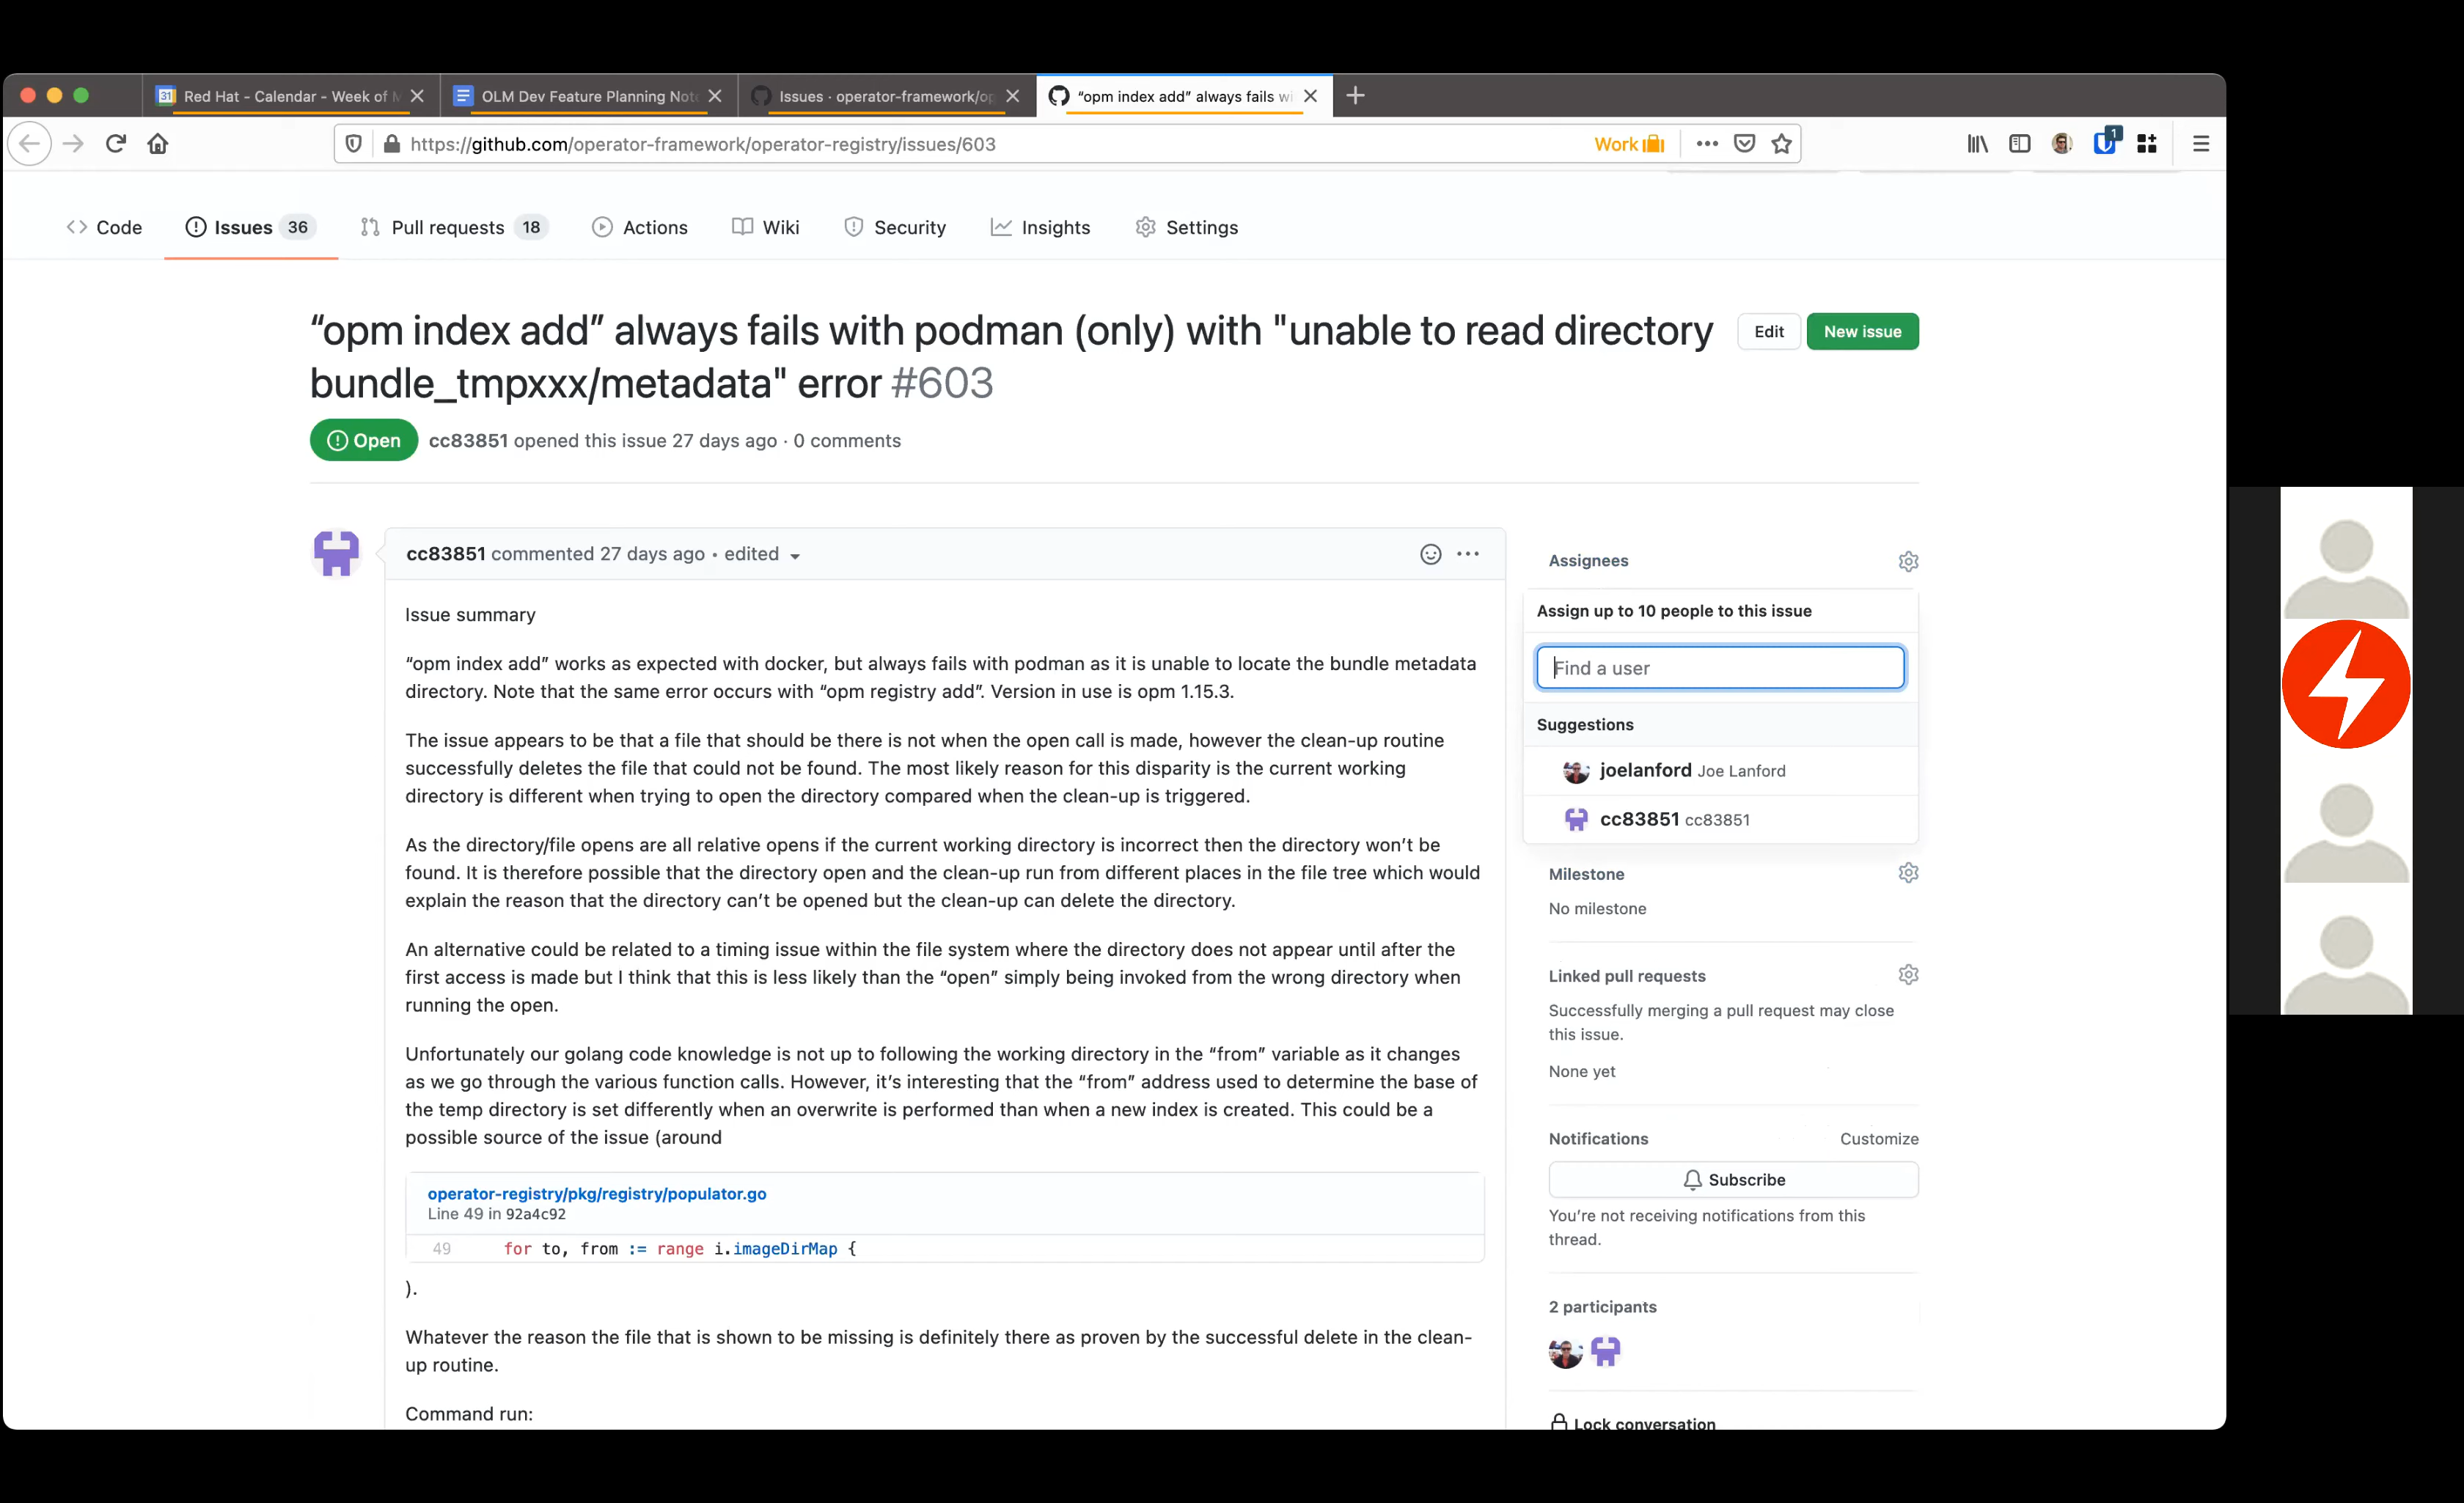 31 Red Hat - Calendar - Week of
OLM Dev Feature Planning Not
Issues · operator-framework/op
“opm index add” always fails wi
https://github.com/operator-framework/operator-registry/issues/603
Work
1
Code
Issues 36
Pull requests 18
Actions
Wiki
Security
Insights
Settings
“opm index add” always fails with podman (only) with "unable to read directory
bundle_tmpxxx/metadata" error #603
Edit
New issue
Open
cc83851 opened this issue 27 days ago · 0 comments
cc83851 commented 27 days ago • edited
Issue summary
“opm index add” works as expected with docker, but always fails with podman as it is unable to locate the bundle metadata
directory. Note that the same error occurs with “opm registry add”. Version in use is opm 1.15.3.
The issue appears to be that a file that should be there is not when the open call is made, however the clean-up routine
successfully deletes the file that could not be found. The most likely reason for this disparity is the current working
directory is different when trying to open the directory compared when the clean-up is triggered.
As the directory/file opens are all relative opens if the current working directory is incorrect then the directory won’t be
found. It is therefore possible that the directory open and the clean-up run from different places in the file tree which would
explain the reason that the directory can’t be opened but the clean-up can delete the directory.
An alternative could be related to a timing issue within the file system where the directory does not appear until after the
first access is made but I think that this is less likely than the “open” simply being invoked from the wrong directory when
running the open.
Unfortunately our golang code knowledge is not up to following the working directory in the “from” variable as it changes
as we go through the various function calls. However, it’s interesting that the “from” address used to determine the base of
the temp directory is set differently when an overwrite is performed than when a new index is created. This could be a
possible source of the issue (around
operator-registry/pkg/registry/populator.go
Line 49 in 92a4c92
49 for to, from := range i.imageDirMap {
).
Whatever the reason the file that is shown to be missing is definitely there as proven by the successful delete in the clean-
up routine.
Command run:
Assignees
Assign up to 10 people to this issue
Find a user
Suggestions
joelanford Joe Lanford
cc83851 cc83851
Milestone
No milestone
Linked pull requests
Successfully merging a pull request may close
this issue.
None yet
Notifications
Customize
Subscribe
You’re not receiving notifications from this
thread.
2 participants
Lock conversation